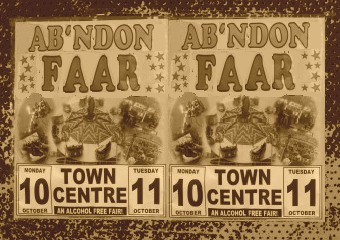 AB'NDON
FAAR
MONDAY
10
OCTOBER
TOWN
CENTRE
AN ALCOHOL FREE FAIR!
TUESDAY
11
OCTOBER
AB'NDON
FAAR
MONDAY
10
OCTOBER
TOWN
CENTRE
AN ALCOHOL FREE FAIR!
TUESDAY
11
OCTOBER